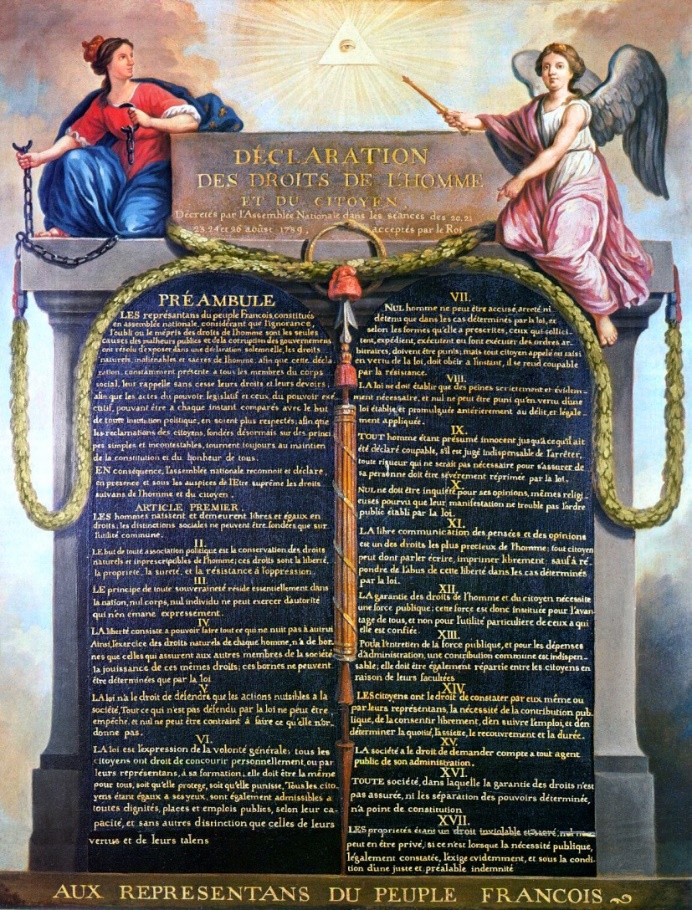 DÉCLARATION
DES DROITS DE L'HOMME
ET DU CITOYEN,
Décretés par l'Assemblée Nationale dans les séances des 20, 21
23, 24 et 26 août 1789, acceptés par le Roi
PRÉAMBULE
LES représentans du peuple François, constitués
en assemblée nationale, considérant que l'ignorance,
l'oubli ou le mépris des droits de l'homme sont les seules
causes des malheurs publics et de la corruption des gouvernemens
ont résolu d'exposer dans une déclaration solemnelle, les droits
naturels, inaliénables et sacrés de l'homme; afin que cette décla
ration, constamment présente a tous les membres du corps
social, leur rappelle sans cesse leurs droits et leurs devoirs;
afin que les actes du pouvoir législatif et ceux du pouvoir exé
cutif, pouvant être à chaque instant comparés avec le but
de toute institution politique, en soient plus respectés; afin que
les reclamations des citoyens, fondées désormais sur des princi
pes simples et incontestables, tournent toujours au maintien
de la constitution et du bonheur de tous.
EN conséquence, l'assemblée nationale reconnoit et déclare,
en presence et sous les auspices de l'Etre suprême les droits
suivans de l'homme et du citoyen.
ARTICLE PREMIER.
LES hommes naissent et demeurent libres et égaux en
droits; les distinctions sociales ne peuvent être fondées que sur
l'utilité commune.
II.
LE but de toute association politique est la conservation des droits
naturels et inprescriptibles de l'homme; ces droits sont la liberté,
la propriete, la sureté, et la résistance à l'oppression.
III.
LE principe de toute souveraineté réside essentiellement dans
la nation, nul corps, nul individu ne peut exercer d'autorité
qui n'en émane expressement.
IV.
LA liberté consiste a pouvoir faire tout ce qui ne nuit pas à autrui
Ainsi, l'exercice des droits naturels de chaque homme, n'a de bor-
nes que celles qui assurent aux autres membres de la société
la jouissance de ces mêmes droits; ces bornes ne peuvent
être déterminées que par la loi
V.
LA loi n'a le droit de défendre que les actions nuisibles à la
société, Tout ce qui n'est pas défendu par la loi ne peut être
empêché, et nul ne peut être contraint à faire ce qu'elle n'or-
donne pas.
VI.
LA loi est l'expression de la volonté générale; tous les
citoyens ont droit de concourir personnellement, ou par
leurs représentans, à sa formation; elle doit être la même
pour tous, soit qu'elle protege, soit qu'elle punisse. Tous les cito
yens étant égaux a ses yeux, sont également admissibles à
toutes dignités, places et emplois publics, selon leur ca-
pacité, et sans autres distinction que celles de leurs
vertus et de leurs talens
VII.
NUL homme ne peut être accusé, arreté ni
détenu que dans les cas déterminés par la loi, et
selon les formes qu'elle a prescrites, ceux qui sollici-
tent, expédient, exécutent ou font exécuter des ordres ar-
bitraires, doivent être punis; mais tout citoyen appelé ou saisi
en vertu de la loi, doit obéir à l'instant, il se rend coupable
par la résistance.
VIII.
LA loi ne doit établir que des peines strictement et évidem-
ment nécessaire, et nul ne peut être puni qu'en vertu d'une
loi établie et promulguée antérieurement au délit, et légale-
ment appliquée.
IX.
TOUT homme étant présumé innocent jusqu'à ce qu'il ait
été déclaré coupable, s'il est jugé indispensable de l'arrêter,
toute rigueur qui ne serait pas nécessaire pour s'assurer de
sa personne doit être sévèrement réprimée par la loi.
X.
NUL ne doit être inquiété pour ses opinions, mêmes religi
euses pourvu que leur manifestation ne trouble pas l'ordre
public établi par la loi.
XI.
LA libre communication des pensées et des opinions
est un des droits les plus precieux de l'homme; tout citoyen
peut dont parler écrire, imprimer librement: sauf à ré-
pondre de l'abus de cette liberté dans les cas déterminés
par la loi.
XII.
LA garantie des droits de l'homme et du citoyen nécessite
une force publique; cette force est donc instituée pour l'avan
tage de tous, et non pour l'utilité particuliere de ceux a qui
elle est confiée.
XIII.
Pour l'entretien de la force publique, et pour les dépenses
d'administration, une contribution commune est indispen-
sable; elle doit être également répartie entre les citoyens en
raison de leurs facultées
XIV.
LES citoyens ont le droit de constater par eux même ou
par leurs représentans, la nécessité de la contribution pub-
lique, de la consentir librement, d'en suivre l'emploi, et d'en
déterminer la quotité, l'assiette, le recouvrement et la durée.
XV.
LA société a le droit de demander compte a tout agent
public de son administration.
XVI.
TOUTE société, dans laquelle la garantie des droits n'est
pas assurée, ni les séparation des pouvoirs déterminée,
n'a point de constitution
XVII.
LES proprietés étant un droit inviolable et sacré, nul ne
peut en être privé, si ce n'est lorsque la nécessité publique,
légalement constatée, l'exige evidemment, et sous la condi-
tion d'une juste et préalable indemnité
AUX REPRESENTANS DU PEUPLE FRANCOIS